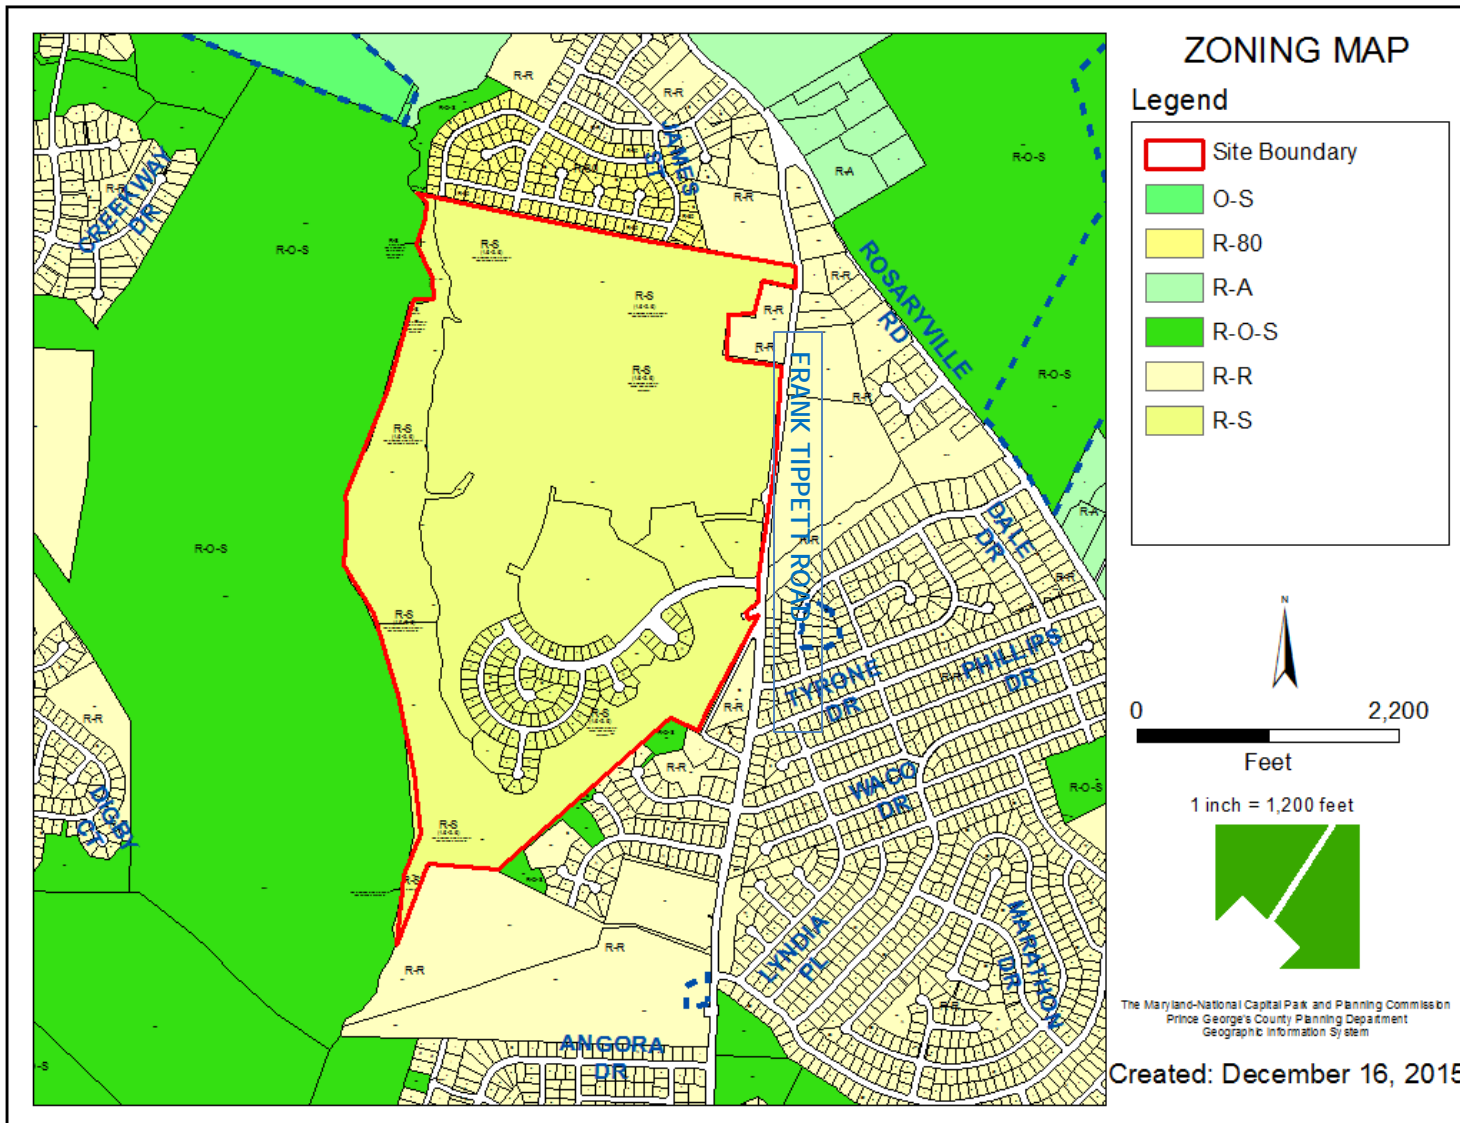 ZONING MAP
Legend
Site Boundary
O-S
R-80
R-A
R-O-S
R-R
R-S
N
0 2,200
Feet
1 inch = 1,200 feet
The Maryland-National Capital Park and Planning Commission
Prince George's County Planning Department
Geographic Information System
Created: December 16, 2015
R-R
R-O-S
R-R
JAMES
ST
R-80
R-R
R-A
R-O-S
CREEKWAY
DR
R-R
R-O-S
R-S
R-S
R-R
R-R
ROSARYVILLE
RD
R-R
R-S
R-R
R-O-S
FRANK TIPPETT ROAD
R-S
R-A
DALE
DR
R-O-S
R-R
R-R
R-S
TYRONE
DR
PHILLIPS
DR
R-R
R-R
R-S
R-R
R-O-S
R-R
WACO
DR
R-O-S
DIGBY
CT
R-S
R-S
R-O-S
LYNDIA
PL
MARATHON
DR
R-R
R-R
R-R
ANGORA
DR
-S